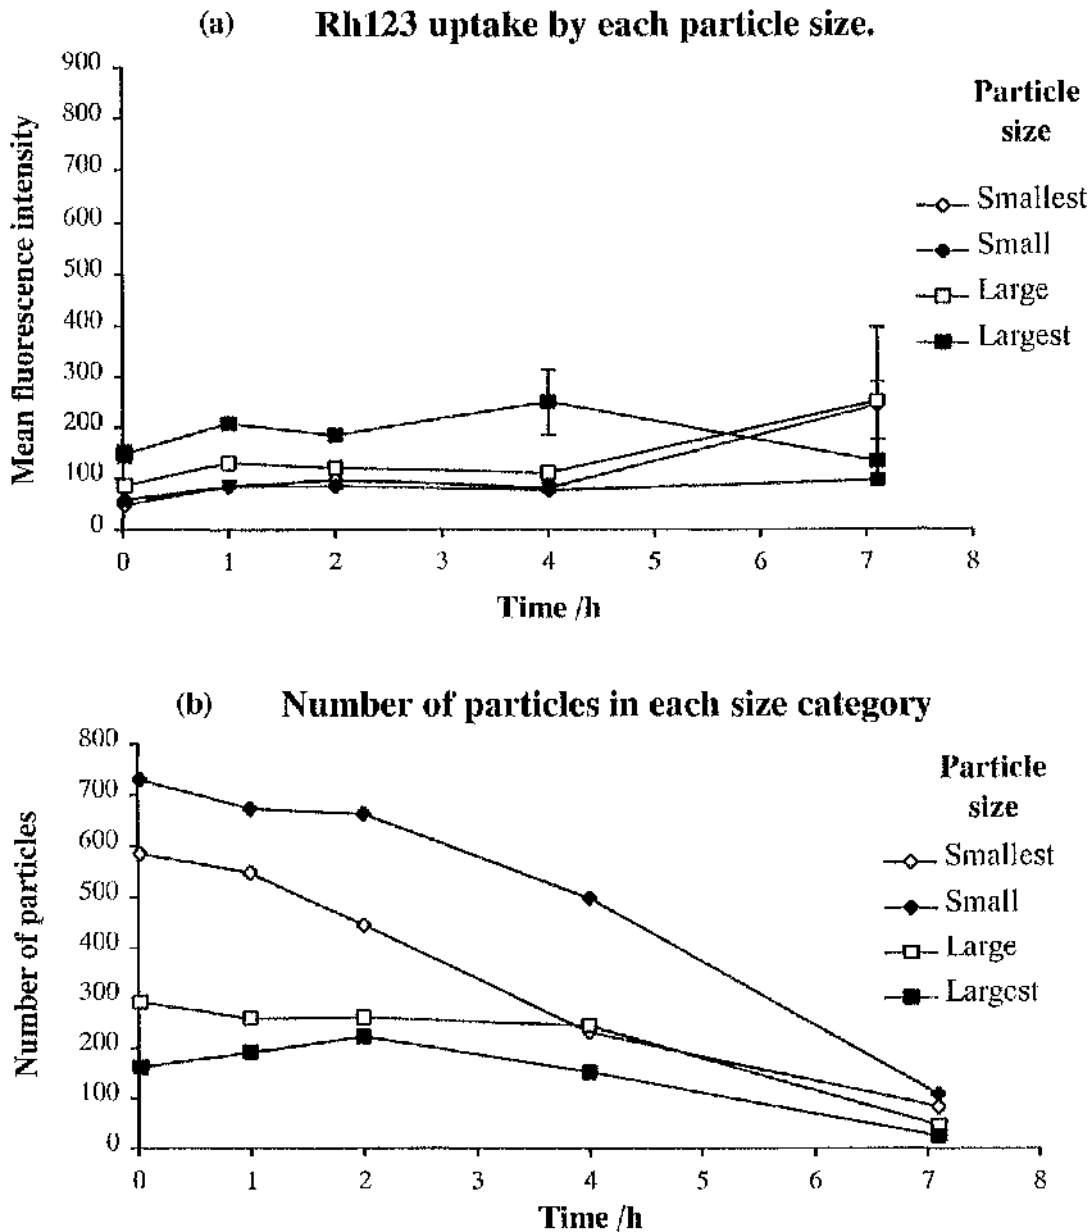 (a) Rh123 uptake by each particle size.
900
800
700
600
500
400
300
200
100
0
Mean fluorescence intensity
0 1 2 3 4 5 6 7 8
Time /h
Particle
size
Smallest
Small
Large
Largest
(b) Number of particles in each size category
800
700
600
500
400
300
200
100
0
Number of particles
0 1 2 3 4 5 6 7 8
Time /h
Particle
size
Smallest
Small
Large
Largest